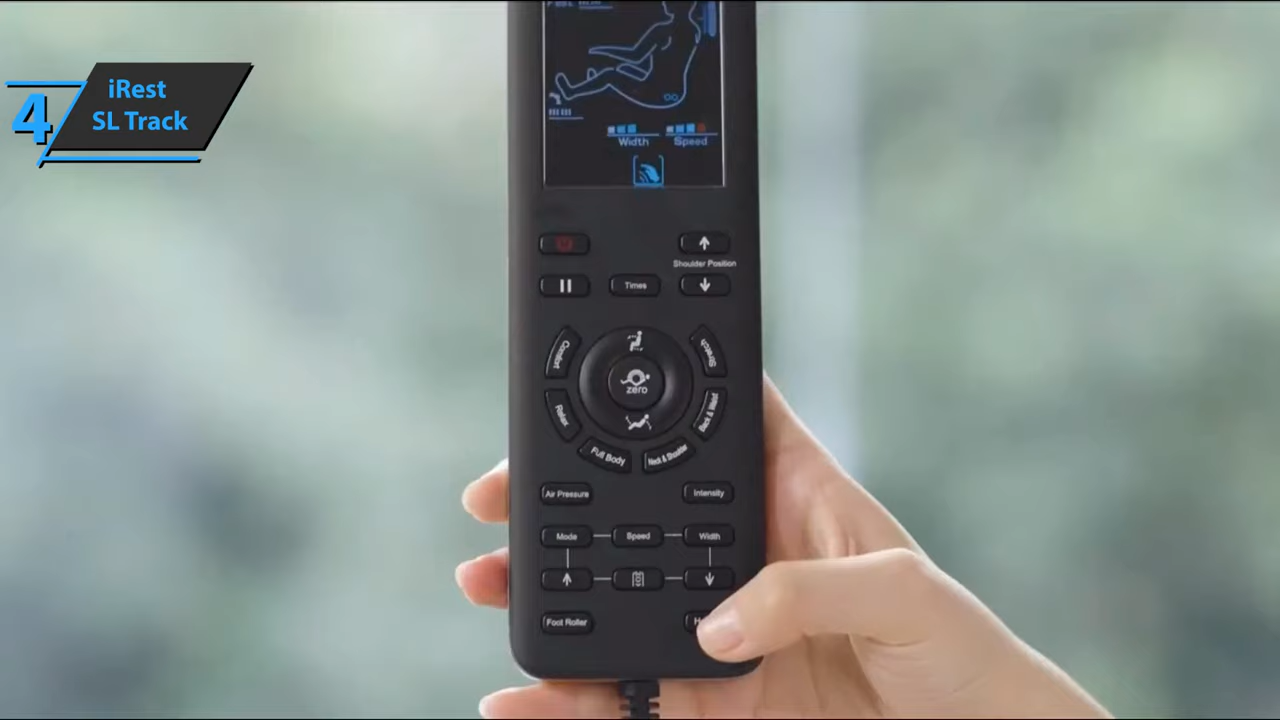 4
iRest
SL Track
Width
Speed
Shoulder Position
Times
Comfort
Stretch
zero
Relax
Back & Waist
Full Body
Neck & Shoulder
Air Pressure
Intensity
Mode
Speed
Width
Foot Roller